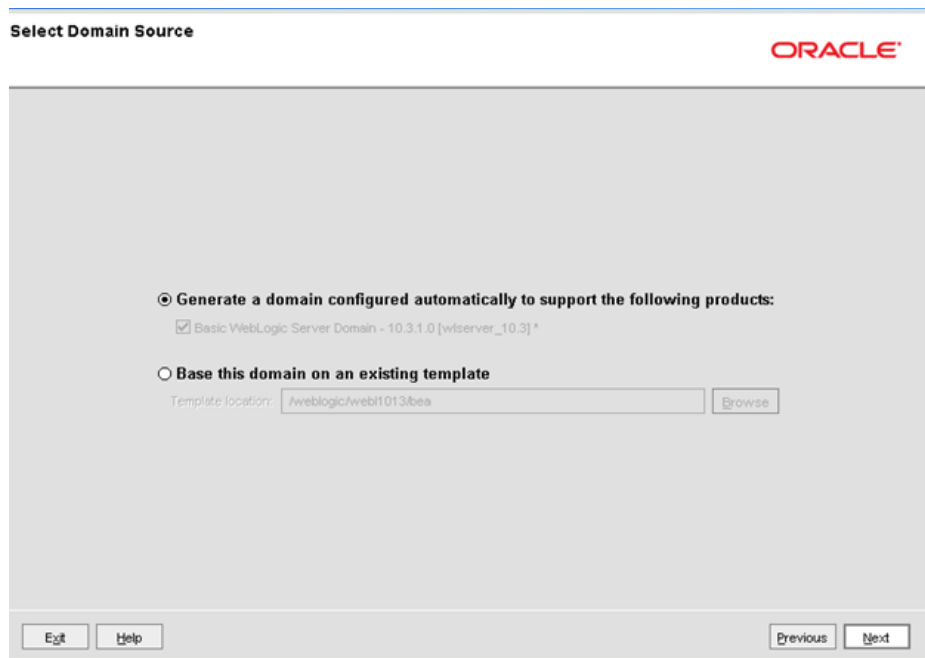 Select Domain Source
ORACLE
Generate a domain configured automatically to support the following products:
Basic WebLogic Server Domain - 10.3.1.0 [wlserver_10.3] *
Base this domain on an existing template
Template location: /weblogic/webl1013/bea Browse
Exit Help Previous Next